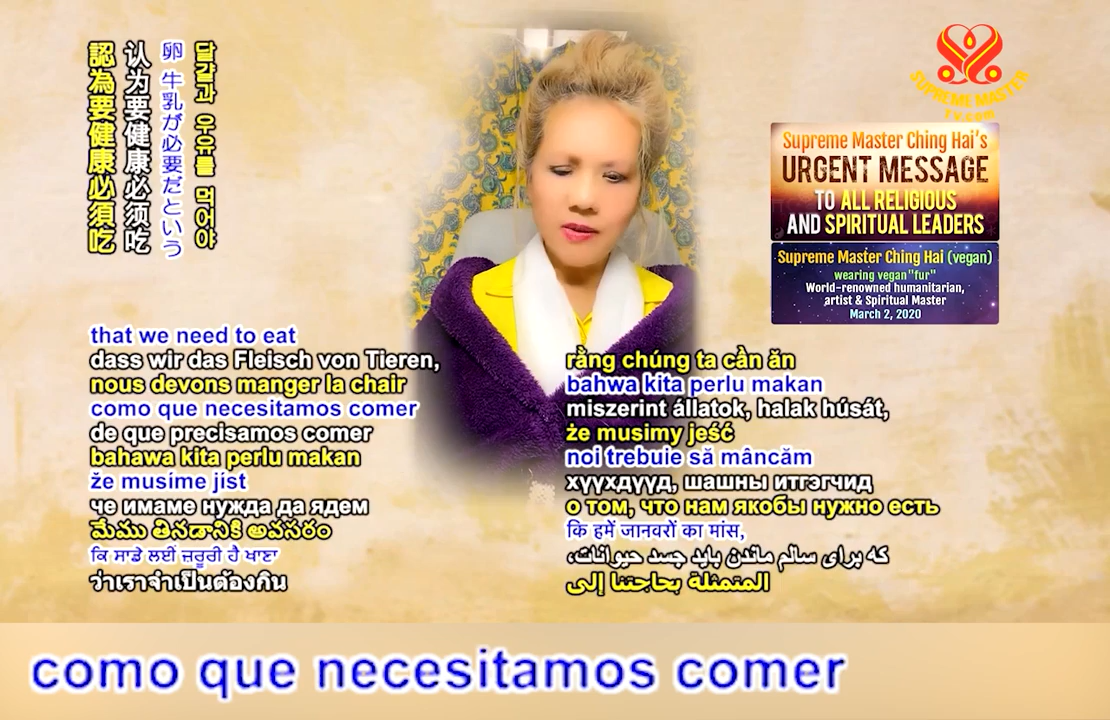 認為要健康必須吃
认为要健康必须吃
卵 牛乳が必要だという
달걀과 우유를 먹어야
SUPREME MASTER
TV.COM
Supreme Master Ching Hai's
URGENT MESSAGE
TO ALL RELIGIOUS
AND SPIRITUAL LEADERS
Supreme Master Ching Hai (vegan)
wearing vegan "fur"
World-renowned humanitarian,
artist & Spiritual Master
March 2, 2020
that we need to eat
dass wir das Fleisch von Tieren,
nous devons manger la chair
como que necesitamos comer
de que precisamos comer
bahawa kita perlu makan
že musíme jíst
че имаме нужда да ядем
మేము తినడానికి అవసరం
ਕਿ ਸਾਡੇ ਲਈ ਜ਼ਰੂਰੀ ਹੈ ਖਾਣਾ
ว่าเราจำเป็นต้องกิน
rằng chúng ta cần ăn
bahwa kita perlu makan
miszerint állatok, halak húsát,
że musimy jeść
noi trebuie să mâncăm
хүүхдүүд, шашны итгэгчид
о том, что нам якобы нужно есть
कि हमें जानवरों का मांस,
که برای سالم ماندن باید جسد حیوانات،
المتمثلة بحاجتنا إلى
como que necesitamos comer